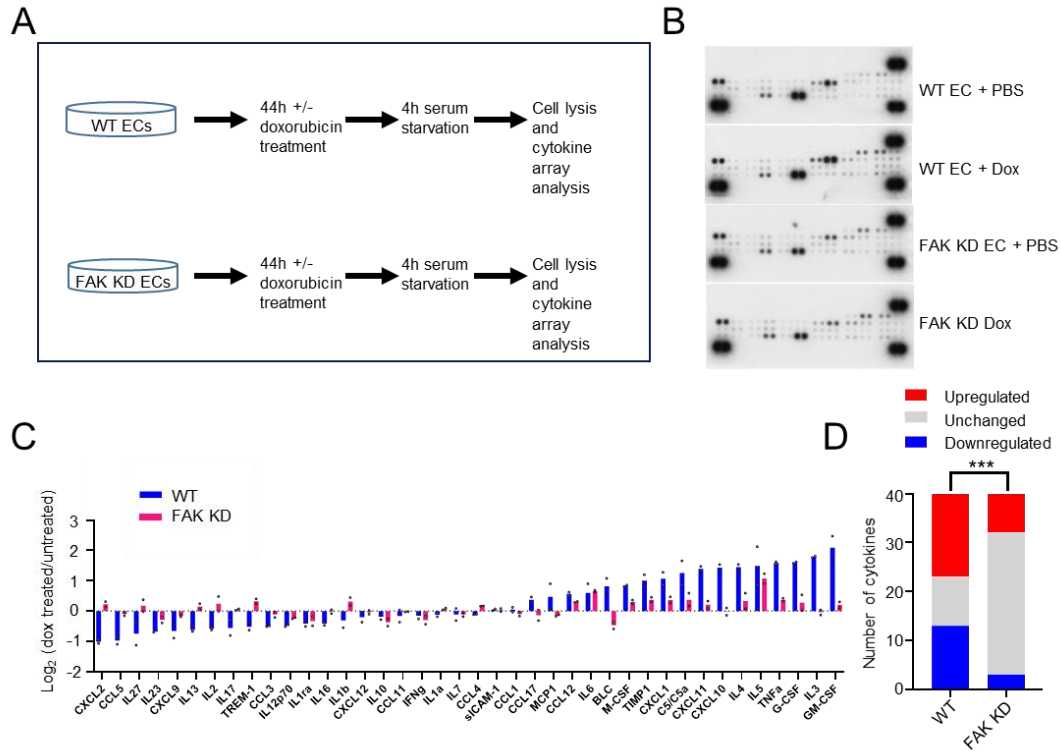 A
WT ECs
44h +/-
doxorubicin
treatment
4h serum
starvation
Cell lysis
and
cytokine
array
analysis
FAK KD ECs
44h +/-
doxorubicin
treatment
4h serum
starvation
Cell lysis
and
cytokine
array
analysis
B
WT EC + PBS
WT EC + Dox
FAK KD EC + PBS
FAK KD Dox
C
WT
FAK KD
Log2 (dox treated/untreated)
3
2
1
0
-1
-2
CXCL2
CCL5
IL27
IL23
CXCL9
IL13
IL2
IL17
TREM-1
CCL3
IL12p70
IL1ra
IL16
IL1b
CXCL12
IL10
CCL11
IFNg
IL1a
IL7
CCL4
sICAM-1
CCL1
CCL17
MCP1
CCL12
IL6
BLC
M-CSF
TIMP1
CXCL1
C5/C5a
CXCL11
CXCL10
IL4
IL5
TNFa
G-CSF
IL3
GM-CSF
Upregulated
Unchanged
Downregulated
D
***
Number of cytokines
40
30
20
10
0
WT
FAK KD